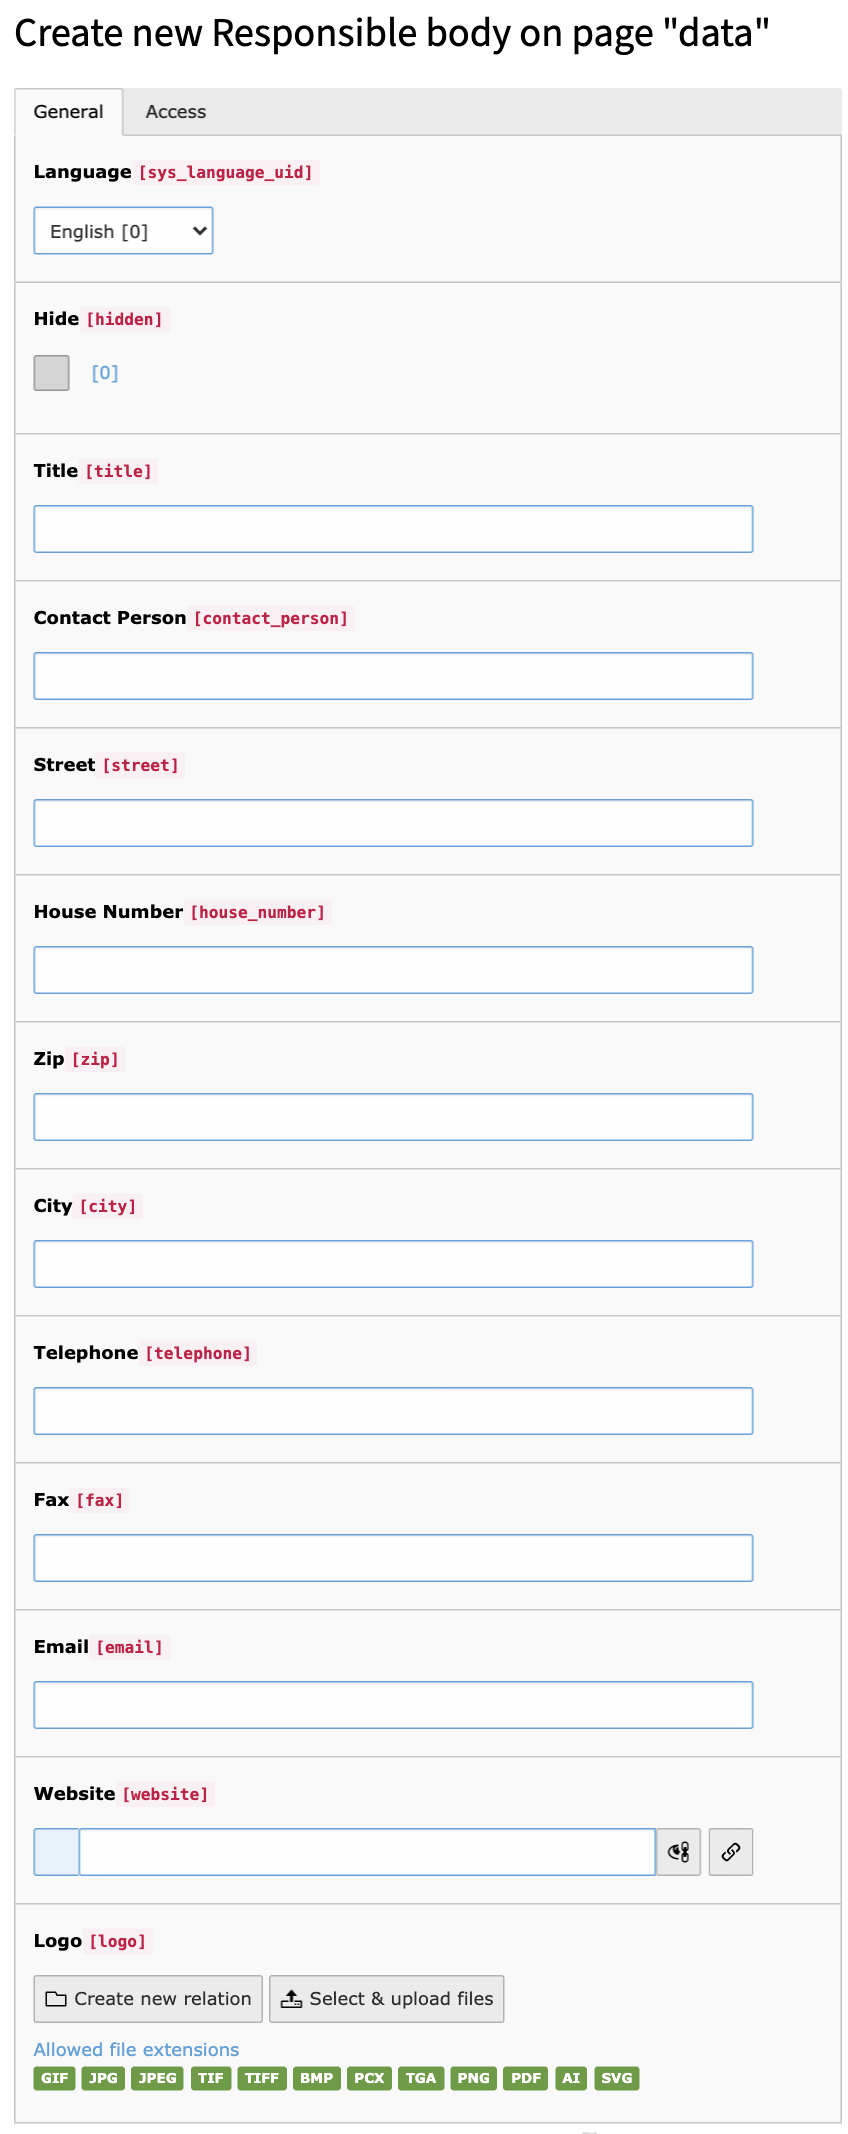 Create new Responsible body on page "data"
General Access
Language [sys_language_uid]
English [0]
Hide [hidden]
[0]
Title [title]
Contact Person [contact_person]
Street [street]
House Number [house_number]
Zip [zip]
City [city]
Telephone [telephone]
Fax [fax]
Email [email]
Website [website]
Logo [logo]
Create new relation Select & upload files
Allowed file extensions
GIF JPG JPEG TIF TIFF BMP PCX TGA PNG PDF AI SVG